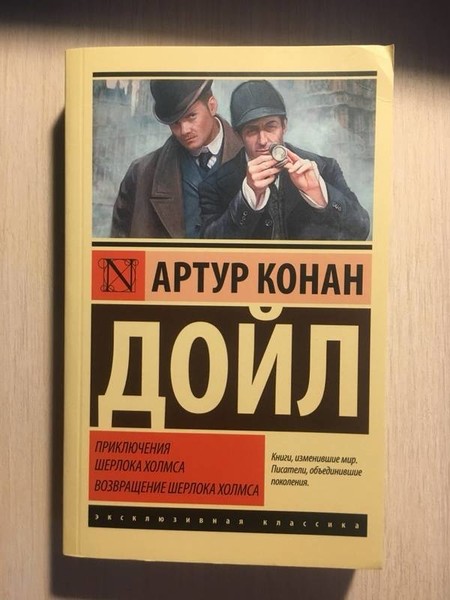 N АРТУР КОНАН
ДОЙЛ
ПРИКЛЮЧЕНИЯ
ШЕРЛОКА ХОЛМСА
ВОЗВРАЩЕНИЕ ШЕРЛОКА ХОЛМСА
Книги, изменившие мир.
Писатели, объединившие
поколения.
эксклюзивная классика